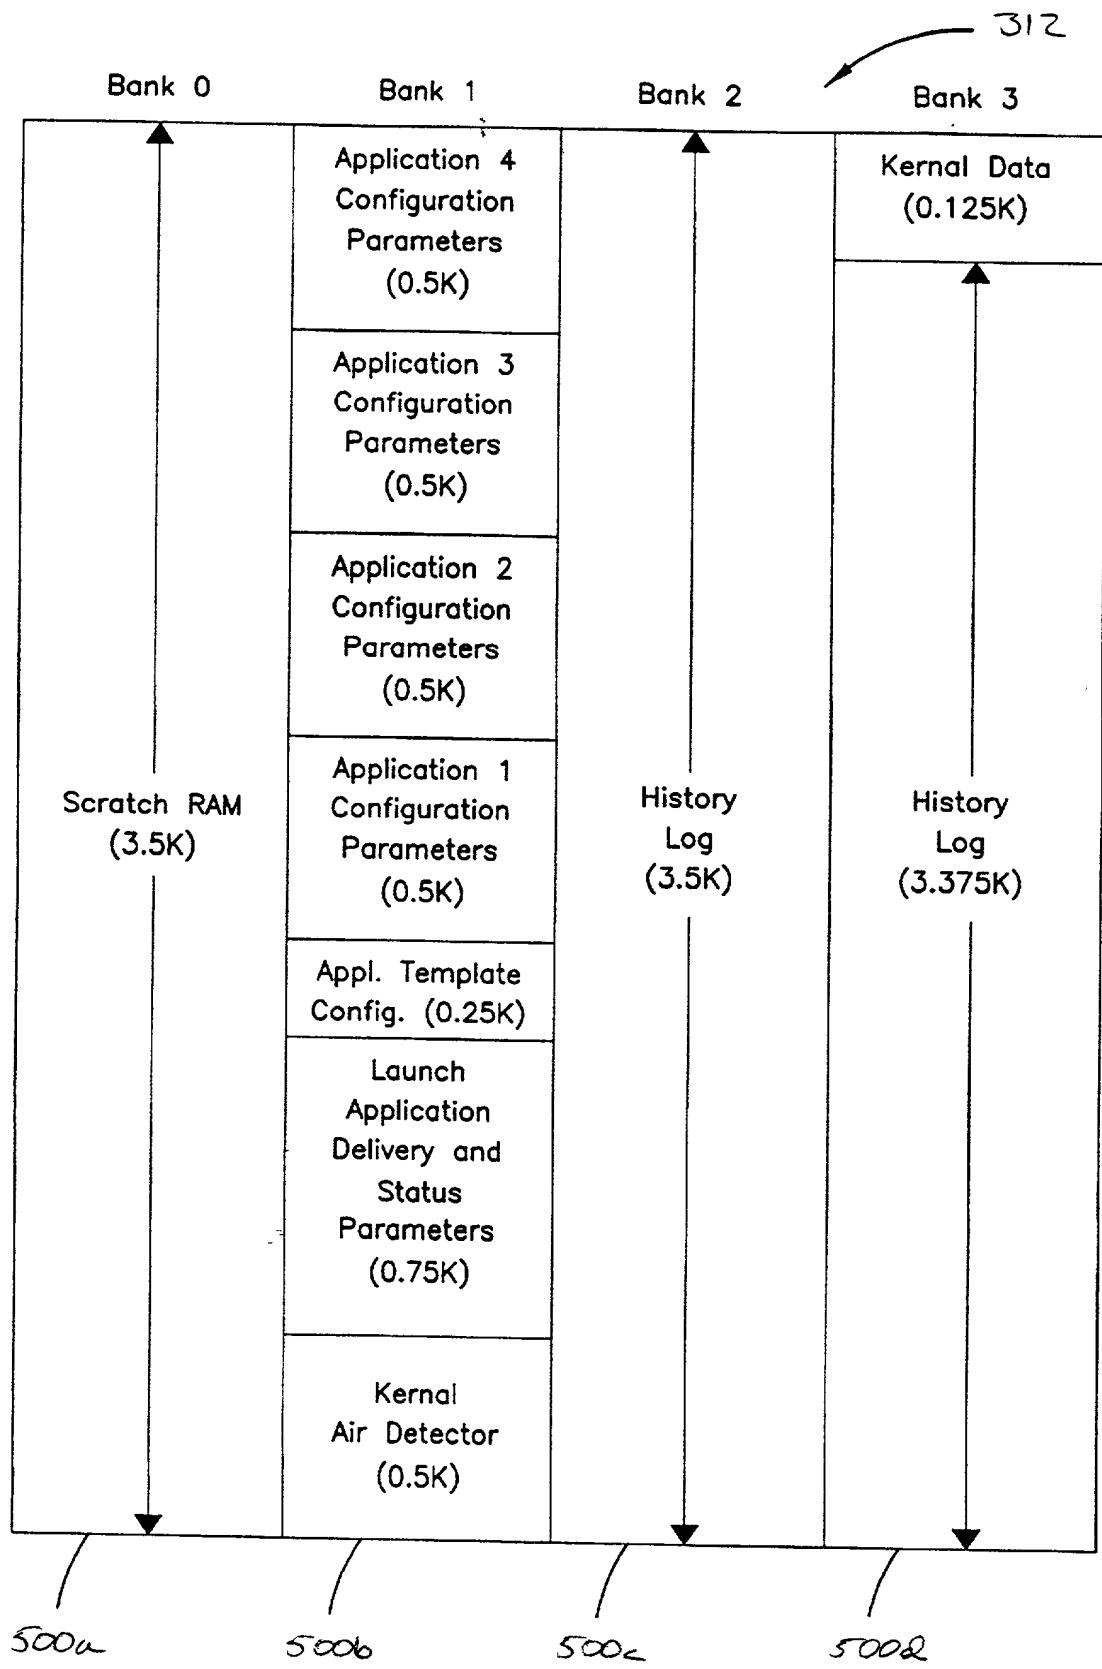 312
Bank 0
Bank 1
Bank 2
Bank 3
Scratch RAM
(3.5K)
Application 4
Configuration
Parameters
(0.5K)
Application 3
Configuration
Parameters
(0.5K)
Application 2
Configuration
Parameters
(0.5K)
Application 1
Configuration
Parameters
(0.5K)
Appl. Template
Config. (0.25K)
Launch
Application
Delivery and
Status
Parameters
(0.75K)
Kernal
Air Detector
(0.5K)
History
Log
(3.5K)
Kernal Data
(0.125K)
History
Log
(3.375K)
500a
500b
500c
500d